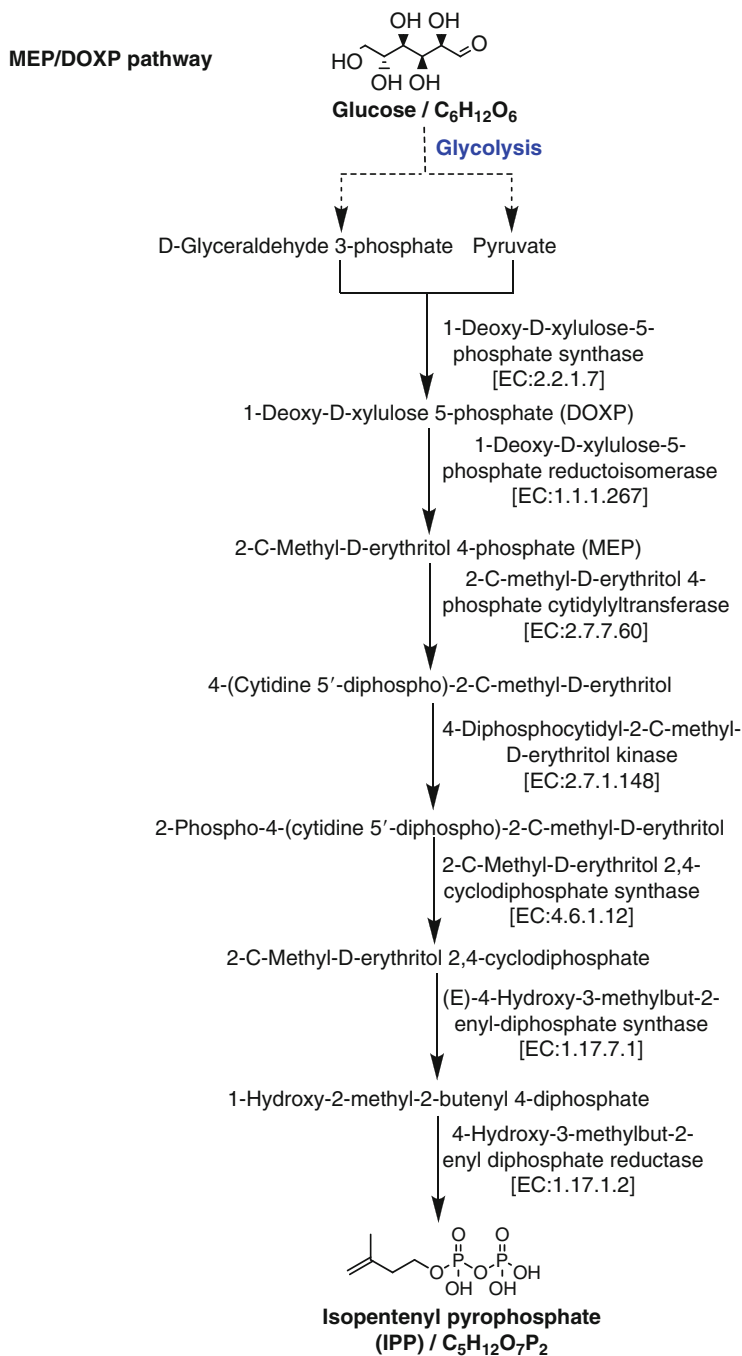 MEP/DOXP pathway
OH OH
O
HO
OH OH
Glucose / C₆H₁₂O₆
Glycolysis
D-Glyceraldehyde 3-phosphate Pyruvate
1-Deoxy-D-xylulose-5-
phosphate synthase
[EC:2.2.1.7]
1-Deoxy-D-xylulose 5-phosphate (DOXP)
1-Deoxy-D-xylulose-5-
phosphate reductoisomerase
[EC:1.1.1.267]
2-C-Methyl-D-erythritol 4-phosphate (MEP)
2-C-methyl-D-erythritol 4-
phosphate cytidylyltransferase
[EC:2.7.7.60]
4-(Cytidine 5′-diphospho)-2-C-methyl-D-erythritol
4-Diphosphocytidyl-2-C-methyl-
D-erythritol kinase
[EC:2.7.1.148]
2-Phospho-4-(cytidine 5′-diphospho)-2-C-methyl-D-erythritol
2-C-Methyl-D-erythritol 2,4-
cyclodiphosphate synthase
[EC:4.6.1.12]
2-C-Methyl-D-erythritol 2,4-cyclodiphosphate
(E)-4-Hydroxy-3-methylbut-2-
enyl-diphosphate synthase
[EC:1.17.7.1]
1-Hydroxy-2-methyl-2-butenyl 4-diphosphate
4-Hydroxy-3-methylbut-2-
enyl diphosphate reductase
[EC:1.17.1.2]
O O
O P O P OH
OH OH
Isopentenyl pyrophosphate
(IPP) / C₅H₁₂O₇P₂